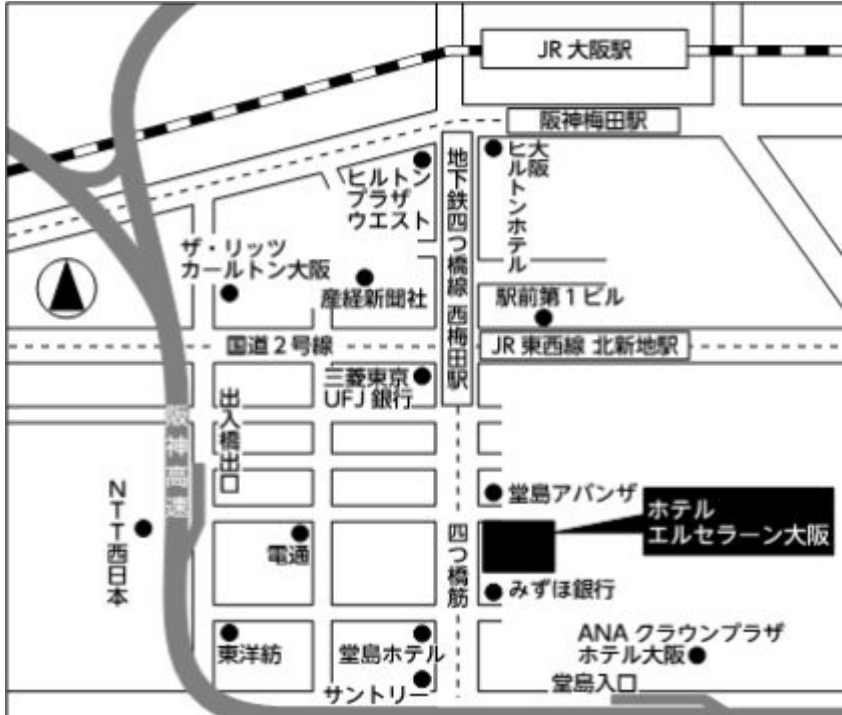 JR 大阪駅
阪神梅田駅
地下鉄四つ橋線 西梅田駅
大阪
ヒルトンホテル
ヒルトン
プラザ
ウエスト
ザ・リッツ
カールトン大阪
産経新聞社
駅前第1ビル
国道2号線
JR 東西線 北新地駅
三菱東京
UFJ 銀行
出入橋出口
阪神高速
堂島アバンザ
ホテル
エルセラーン大阪
NTT西日本
電通
四つ橋筋
みずほ銀行
東洋紡
堂島ホテル
ANA クラウンプラザ
ホテル大阪
サントリー
堂島入口